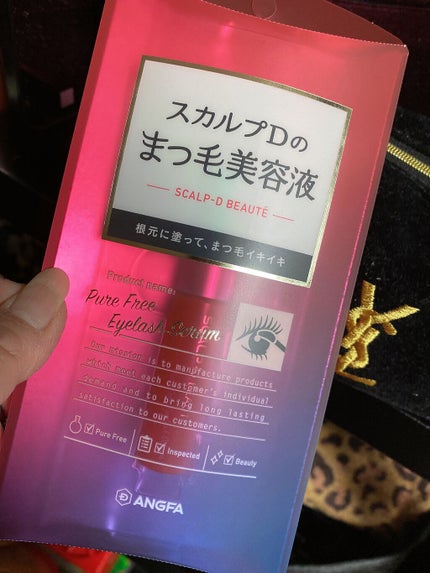 スカルプDの
まつ毛美容液
SCALP-D BEAUTÉ
根元に塗って、まつ毛イキイキ
Product name:
Pure Free
Eyelash Serum
Our mission is to manufacture products
which meet each customer's individual
demand and to bring long lasting
satisfaction to our customers.
Pure Free
Inspected
Beauty
ANGFA